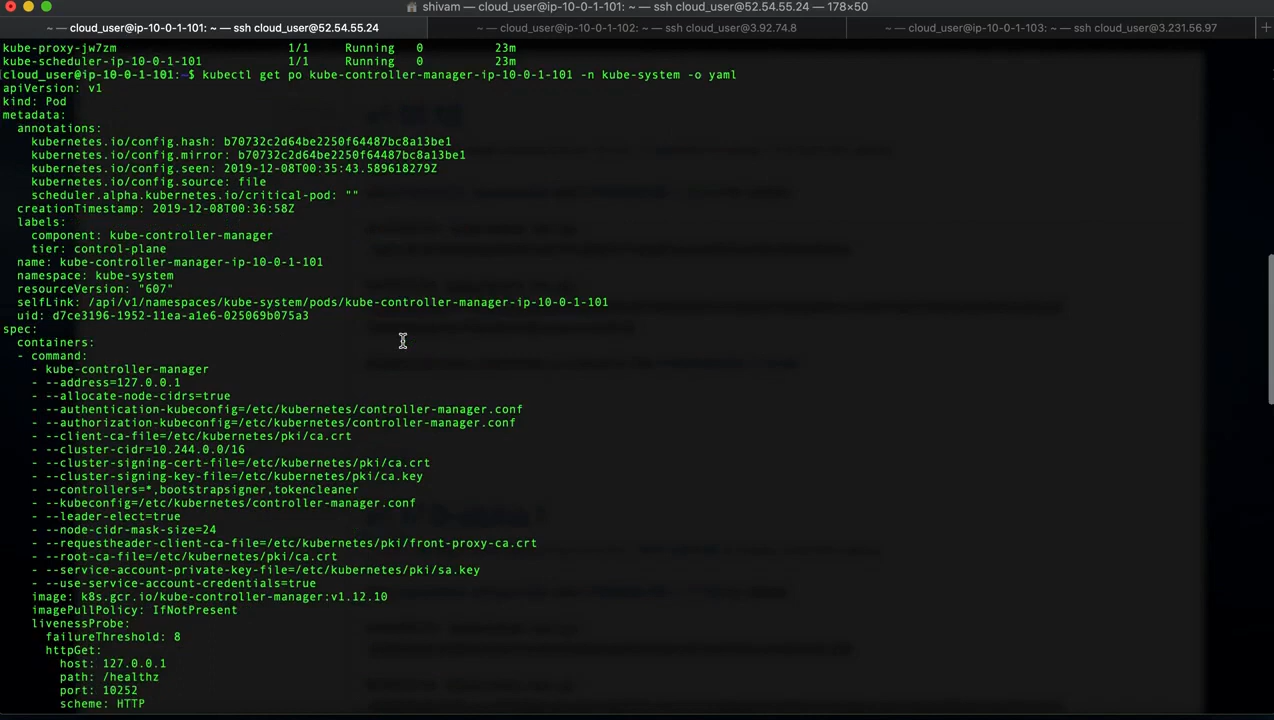 shivam — cloud_user@ip-10-0-1-101: ~ — ssh cloud_user@52.54.55.24 — 178×50
~ — cloud_user@ip-10-0-1-101: ~ — ssh cloud_user@52.54.55.24
~ — cloud_user@ip-10-0-1-102: ~ — ssh cloud_user@3.92.74.8
~ — cloud_user@ip-10-0-1-103: ~ — ssh cloud_user@3.231.56.97
+
kube-proxy-jw7zm 1/1 Running 0 23m
kube-scheduler-ip-10-0-1-101 1/1 Running 0 23m
[cloud_user@ip-10-0-1-101:~$ kubectl get po kube-controller-manager-ip-10-0-1-101 -n kube-system -o yaml
apiVersion: v1
kind: Pod
metadata:
  annotations:
    kubernetes.io/config.hash: b70732c2d64be2250f64487bc8a13be1
    kubernetes.io/config.mirror: b70732c2d64be2250f64487bc8a13be1
    kubernetes.io/config.seen: 2019-12-08T00:35:43.589618279Z
    kubernetes.io/config.source: file
    scheduler.alpha.kubernetes.io/critical-pod: ""
  creationTimestamp: 2019-12-08T00:36:58Z
  labels:
    component: kube-controller-manager
    tier: control-plane
  name: kube-controller-manager-ip-10-0-1-101
  namespace: kube-system
  resourceVersion: "607"
  selfLink: /api/v1/namespaces/kube-system/pods/kube-controller-manager-ip-10-0-1-101
  uid: d7ce3196-1952-11ea-a1e6-025069b075a3
spec:
  containers:
  - command:
    - kube-controller-manager
    - --address=127.0.0.1
    - --allocate-node-cidrs=true
    - --authentication-kubeconfig=/etc/kubernetes/controller-manager.conf
    - --authorization-kubeconfig=/etc/kubernetes/controller-manager.conf
    - --client-ca-file=/etc/kubernetes/pki/ca.crt
    - --cluster-cidr=10.244.0.0/16
    - --cluster-signing-cert-file=/etc/kubernetes/pki/ca.crt
    - --cluster-signing-key-file=/etc/kubernetes/pki/ca.key
    - --controllers=*,bootstrapsigner,tokencleaner
    - --kubeconfig=/etc/kubernetes/controller-manager.conf
    - --leader-elect=true
    - --node-cidr-mask-size=24
    - --requestheader-client-ca-file=/etc/kubernetes/pki/front-proxy-ca.crt
    - --root-ca-file=/etc/kubernetes/pki/ca.crt
    - --service-account-private-key-file=/etc/kubernetes/pki/sa.key
    - --use-service-account-credentials=true
    image: k8s.gcr.io/kube-controller-manager:v1.12.10
    imagePullPolicy: IfNotPresent
    livenessProbe:
      failureThreshold: 8
      httpGet:
        host: 127.0.0.1
        path: /healthz
        port: 10252
        scheme: HTTP